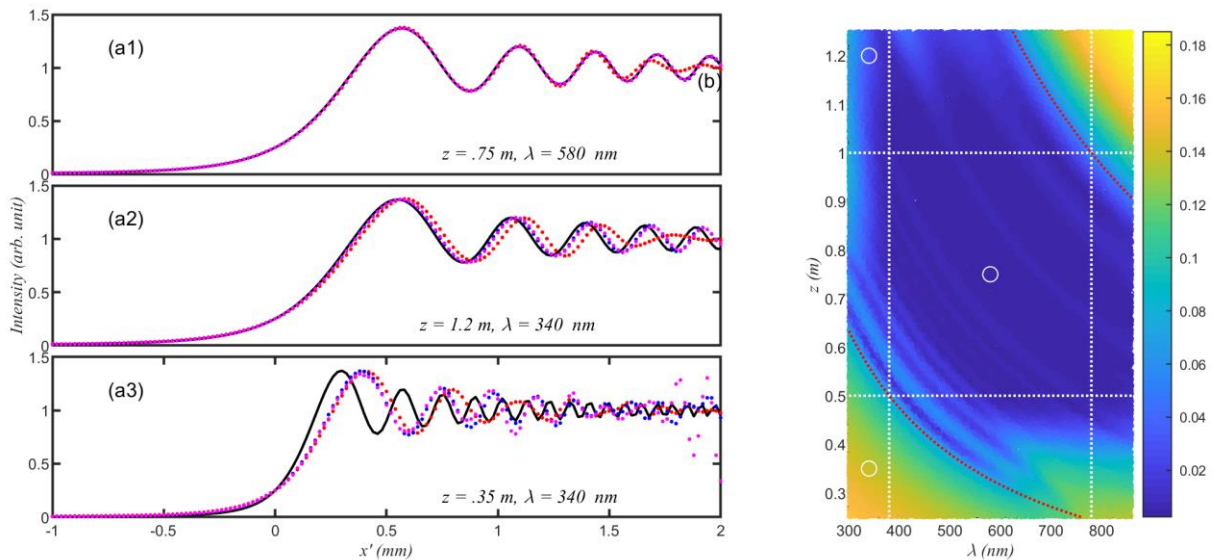 1.5
(a1)
1
(b)
0.5
z = .75 m, λ = 580 nm
0
1.5
(a2)
1
Intensity (arb. unit)
0.5
z = 1.2 m, λ = 340 nm
0
1.5
(a3)
1
0.5
z = .35 m, λ = 340 nm
0
-1 -0.5 0 0.5 1 1.5 2
x' (mm)
1.2
1.1
1
0.9
0.8
z (m)
0.7
0.6
0.5
0.4
0.3
300 400 500 600 700 800
λ (nm)
0.18
0.16
0.14
0.12
0.1
0.08
0.06
0.04
0.02